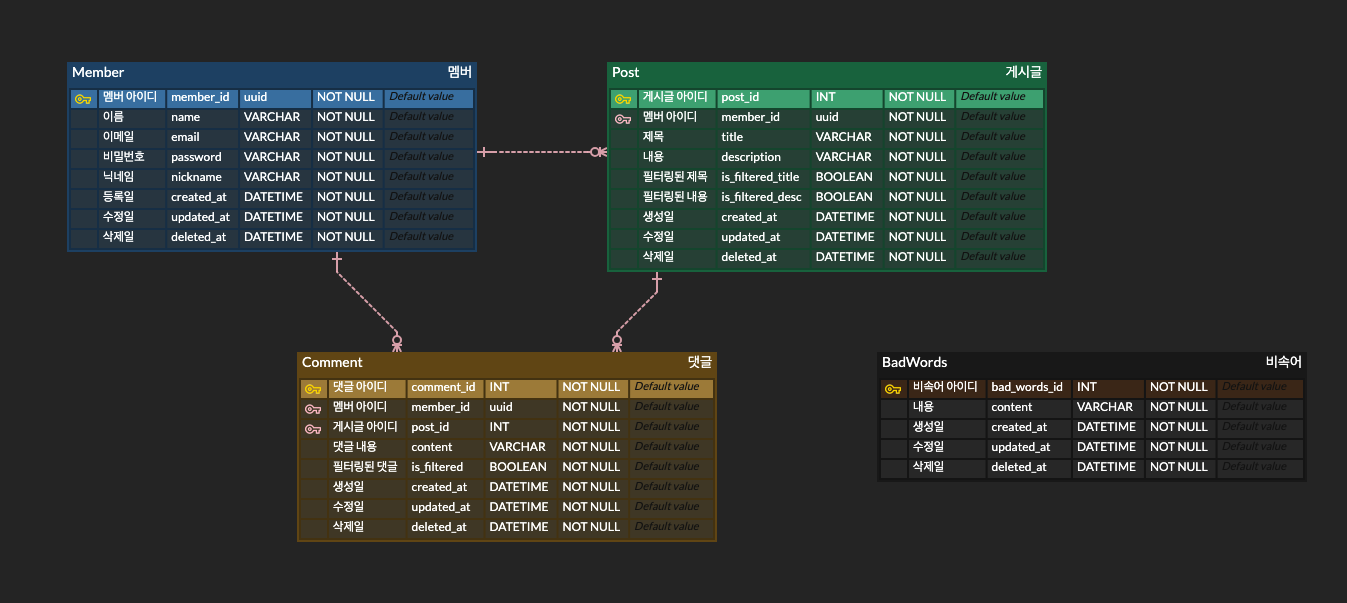 Member 멤버
멤버 아이디 member_id uuid NOT NULL Default value
이름 name VARCHAR NOT NULL Default value
이메일 email VARCHAR NOT NULL Default value
비밀번호 password VARCHAR NOT NULL Default value
닉네임 nickname VARCHAR NOT NULL Default value
등록일 created_at DATETIME NOT NULL Default value
수정일 updated_at DATETIME NOT NULL Default value
삭제일 deleted_at DATETIME NOT NULL Default value
Post 게시글
게시글 아이디 post_id INT NOT NULL Default value
멤버 아이디 member_id uuid NOT NULL Default value
제목 title VARCHAR NOT NULL Default value
내용 description VARCHAR NOT NULL Default value
필터링된 제목 is_filtered_title BOOLEAN NOT NULL Default value
필터링된 내용 is_filtered_desc BOOLEAN NOT NULL Default value
생성일 created_at DATETIME NOT NULL Default value
수정일 updated_at DATETIME NOT NULL Default value
삭제일 deleted_at DATETIME NOT NULL Default value
Comment 댓글
댓글 아이디 comment_id INT NOT NULL Default value
멤버 아이디 member_id uuid NOT NULL Default value
게시글 아이디 post_id INT NOT NULL Default value
댓글 내용 content VARCHAR NOT NULL Default value
필터링된 댓글 is_filtered BOOLEAN NOT NULL Default value
생성일 created_at DATETIME NOT NULL Default value
수정일 updated_at DATETIME NOT NULL Default value
삭제일 deleted_at DATETIME NOT NULL Default value
BadWords 비속어
비속어 아이디 bad_words_id INT NOT NULL Default value
내용 content VARCHAR NOT NULL Default value
생성일 created_at DATETIME NOT NULL Default value
수정일 updated_at DATETIME NOT NULL Default value
삭제일 deleted_at DATETIME NOT NULL Default value